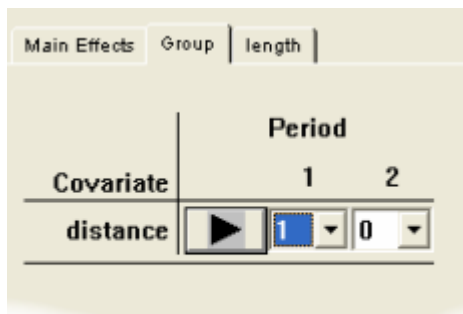 Main Effects Group length
Period
Covariate 1 2
distance 1 0